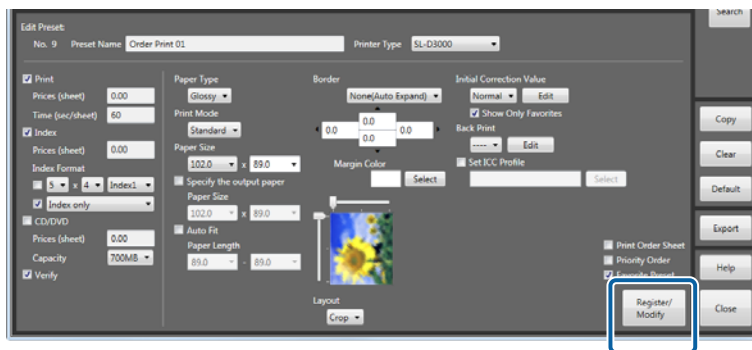 Search
Edit Preset:
No. 9 Preset Name Order Print 01 Printer Type SL-D3000
Print
Prices (sheet) 0.00
Time (sec/sheet) 60
Index
Prices (sheet) 0.00
Index Format
5 x 4 Index1
Index only
CD/DVD
Prices (sheet) 0.00
Capacity 700MB
Verify
Paper Type
Glossy
Print Mode
Standard
Paper Size
102.0 x 89.0
Specify the output paper
Paper Size
102.0 x 89.0
Auto Fit
Paper Length
89.0 - 89.0
Border
None(Auto Expand)
0.0
0.0 0.0
0.0
Margin Color
Select
Layout
Crop
Initial Correction Value
Normal Edit
Show Only Favorites
Back Print
---- Edit
Set ICC Profile
Select
Print Order Sheet
Priority Order
Favorite Preset
Register/
Modify
Copy
Clear
Default
Export
Help
Close